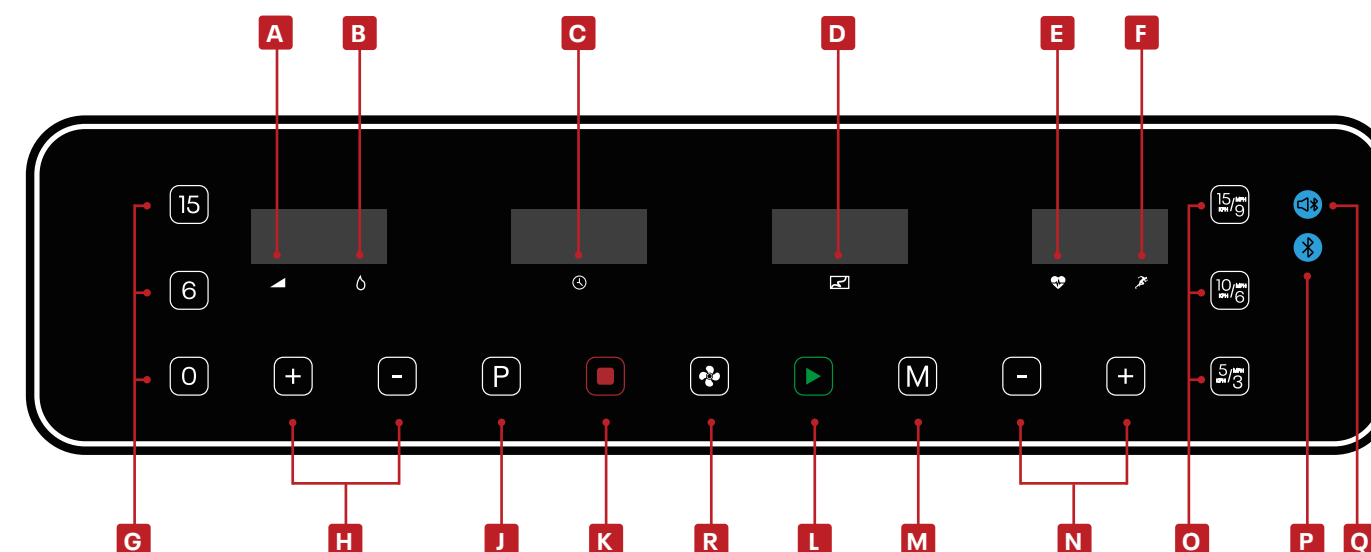 A B C D E F
15
15 KPH / MPH 9
6
10 KPH / MPH 6
0 + - P M - + 5 KPH / MPH 3
G H J K R L M N O P Q